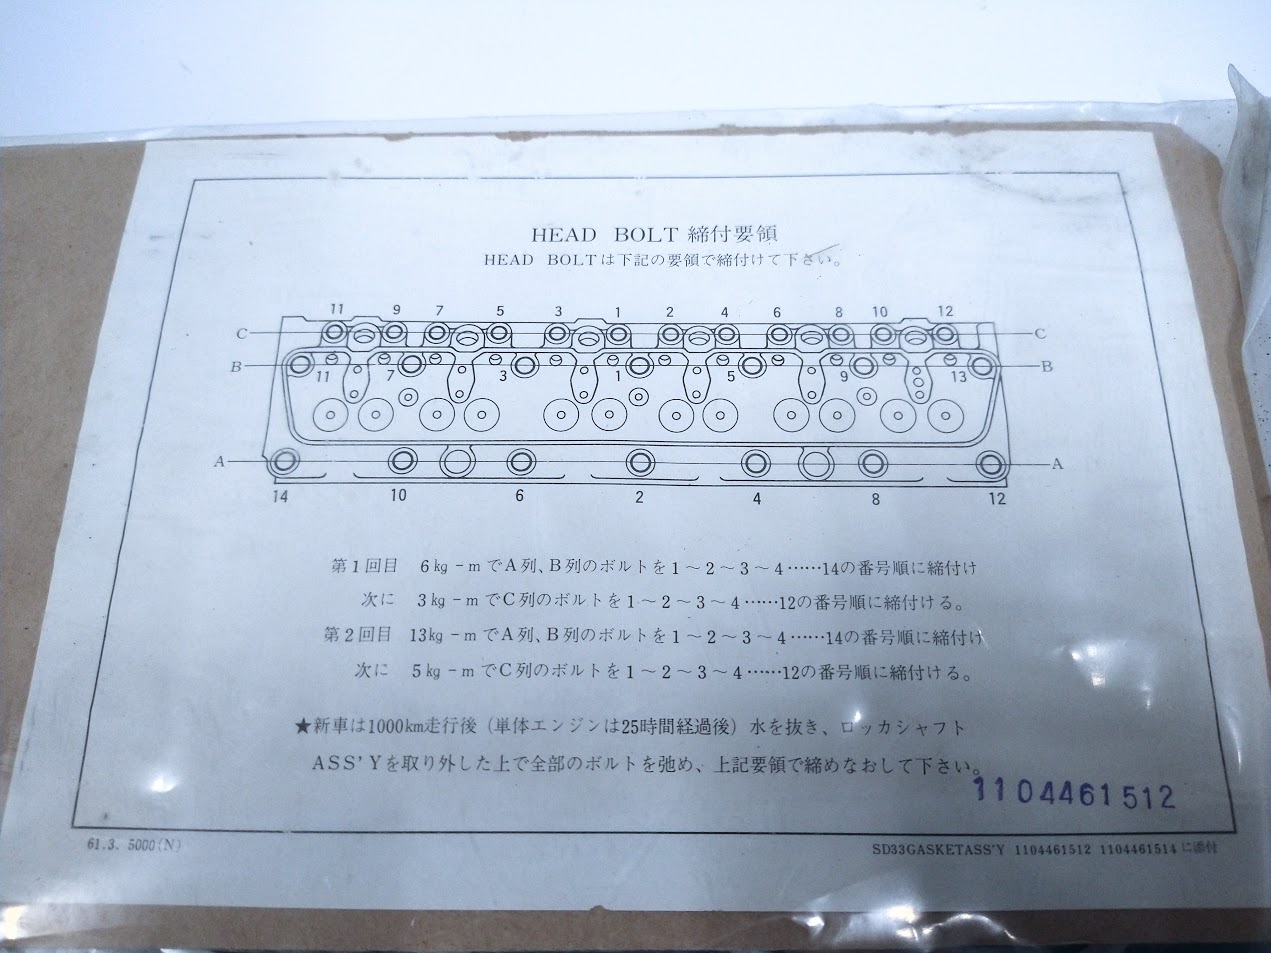 HEAD BOLT 締付要領
HEAD BOLTは下記の要領で締付けて下さい。
11 9 7 5 3 1 2 4 6 8 10 12
C C
B B
11 7 3 1 5 9 13
A A
14 10 6 2 4 8 12
第1回目 6kg-mでA列、B列のボルトを1～2～3～4……14の番号順に締付け
次に 3kg-mでC列のボルトを1～2～3～4……12の番号順に締付ける。
第2回目 13kg-mでA列、B列のボルトを1～2～3～4……14の番号順に締付け
次に 5kg-mでC列のボルトを1～2～3～4……12の番号順に締付ける。
★新車は1000km走行後(単体エンジンは25時間経過後)水を抜き、ロッカシャフト
ASS'Yを取り外した上で全部のボルトを弛め、上記要領で締めなおして下さい。
1104461512
61.3. 5000(N)
SD33GASKETASS'Y 1104461512 1104461514に添付